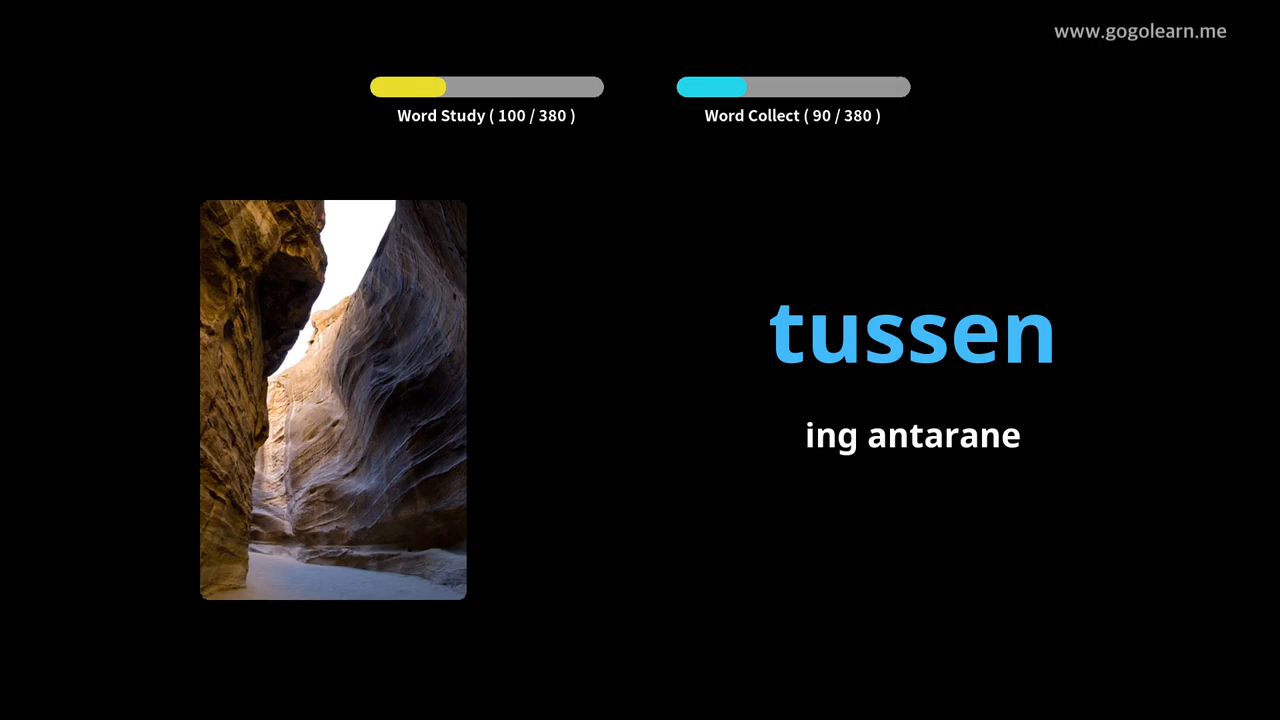 www.gogolearn.me
Word Study ( 100 / 380 )
Word Collect ( 90 / 380 )
tussen
ing antarane